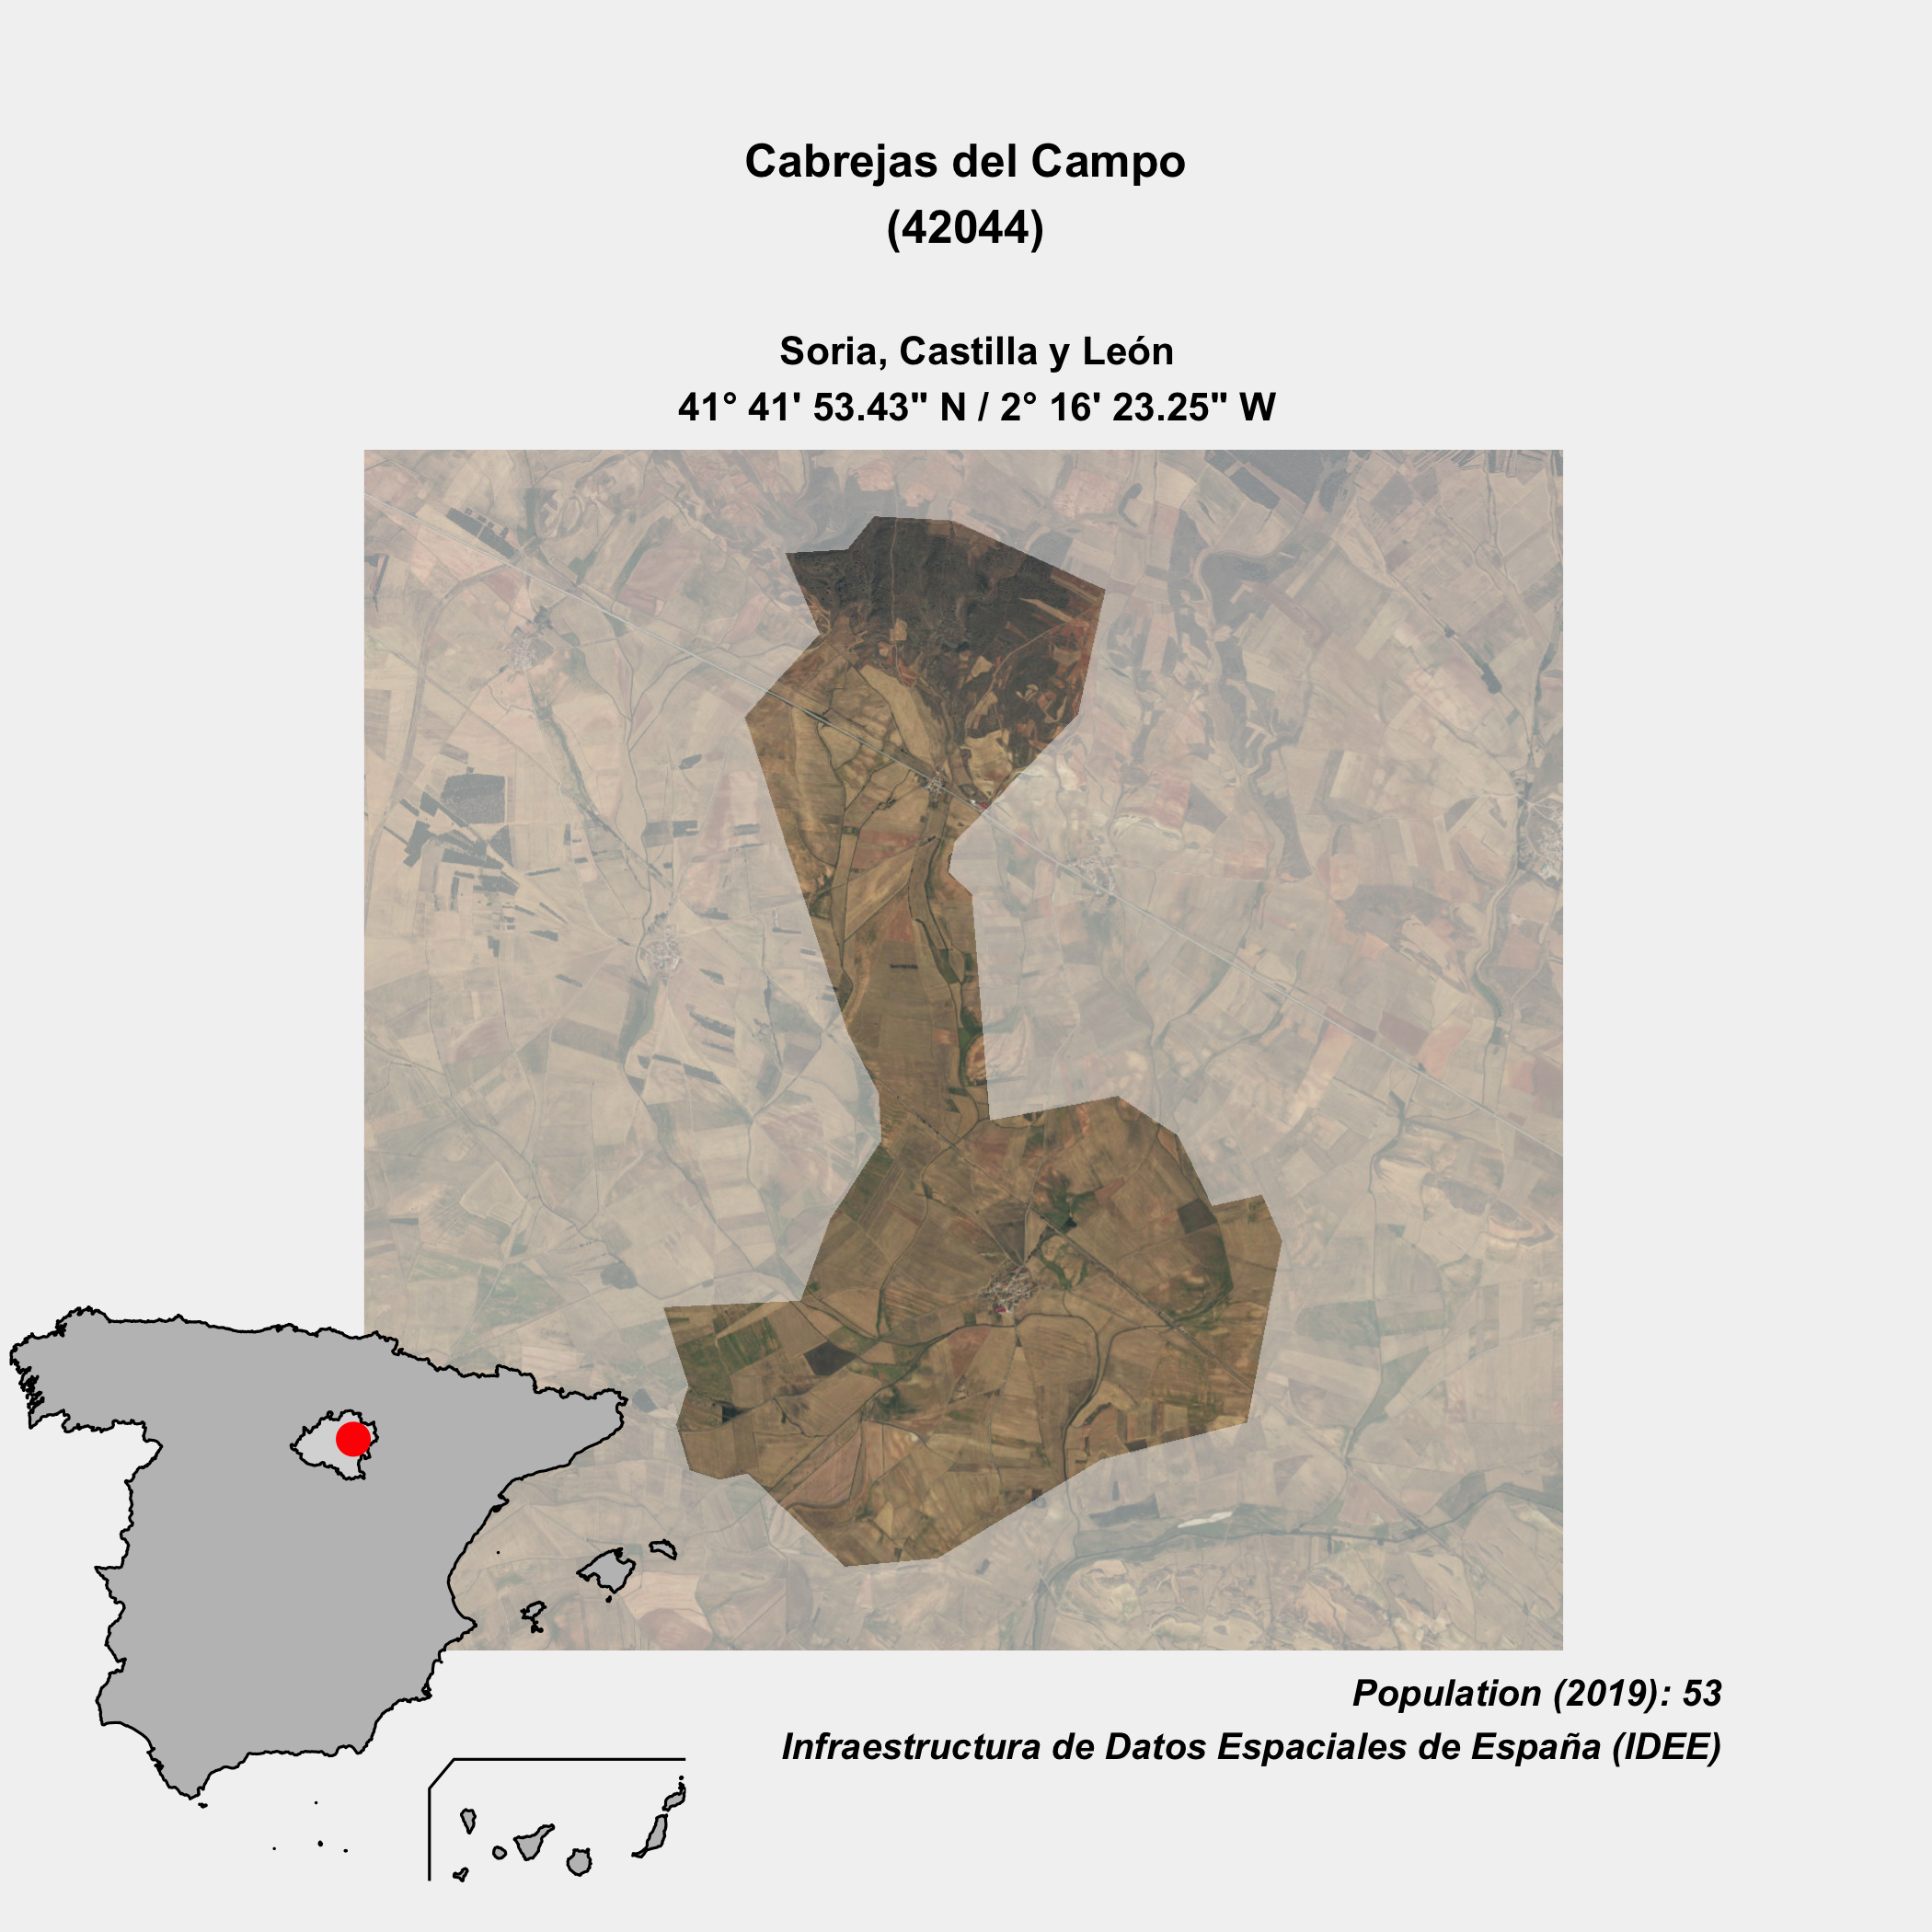 Cabrejas del Campo
(42044)
Soria, Castilla y León
41° 41' 53.43" N / 2° 16' 23.25" W
Population (2019): 53
Infraestructura de Datos Espaciales de España (IDEE)